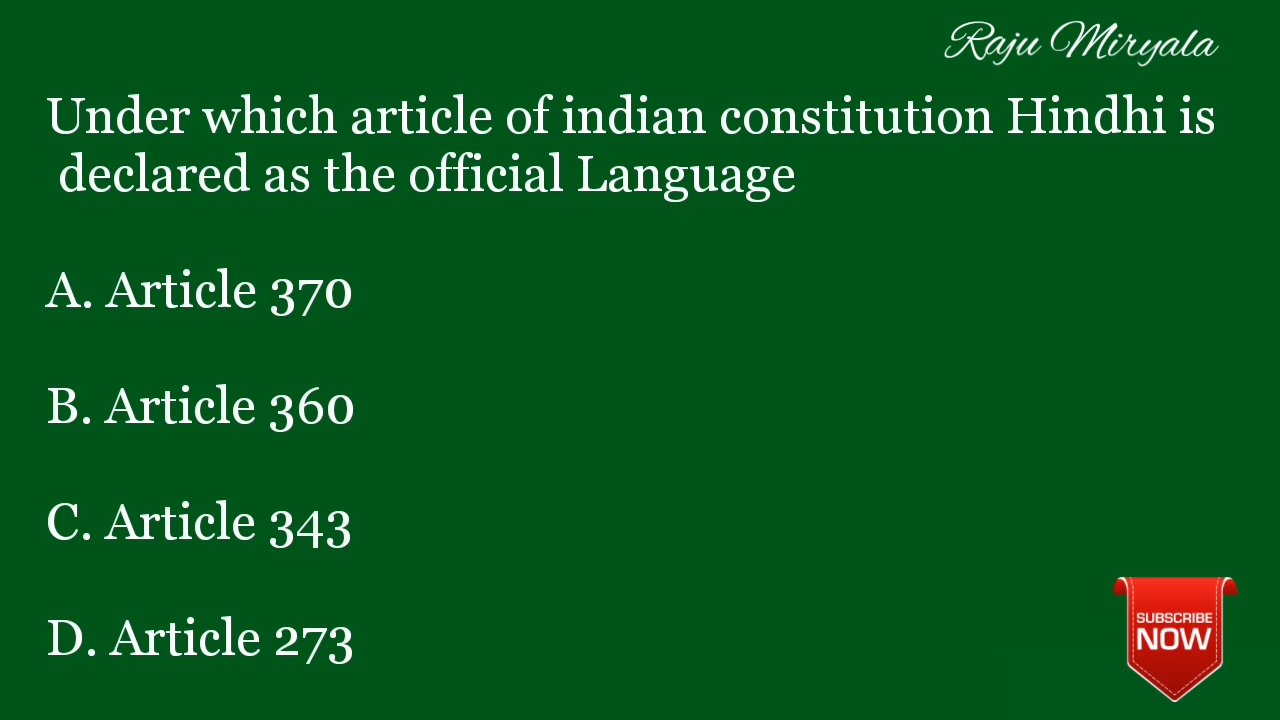 Raju Miryala
Under which article of indian constitution Hindhi is
declared as the official Language
A. Article 370
B. Article 360
C. Article 343
D. Article 273
SUBSCRIBE
NOW